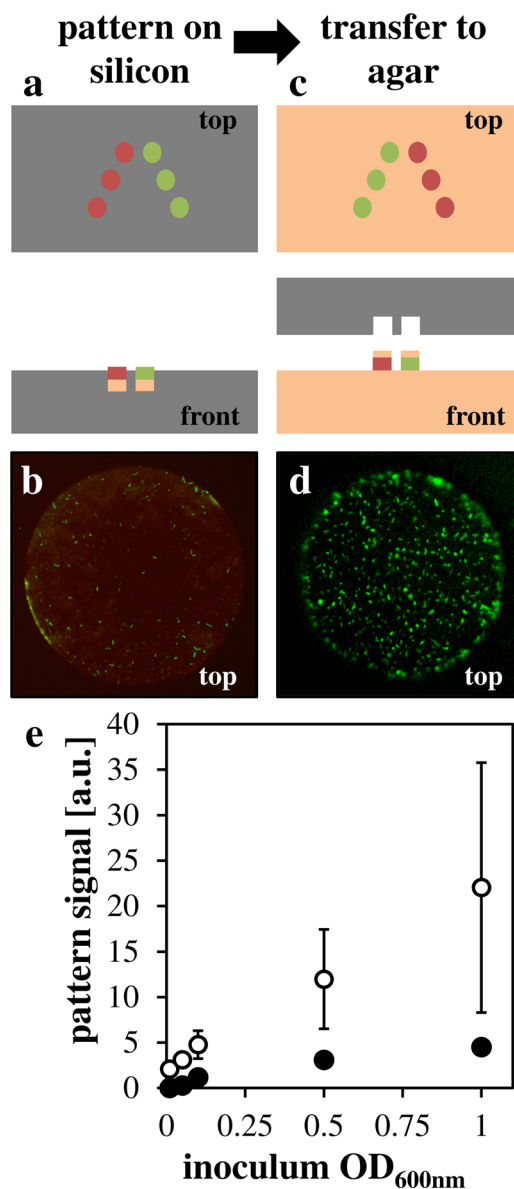 pattern on
silicon
transfer to
agar
a
top
c
top
front
front
b
top
d
top
e
40
35
30
25
20
15
10
5
0
pattern signal [a.u.]
0
0.25
0.5
0.75
1
inoculum OD600nm